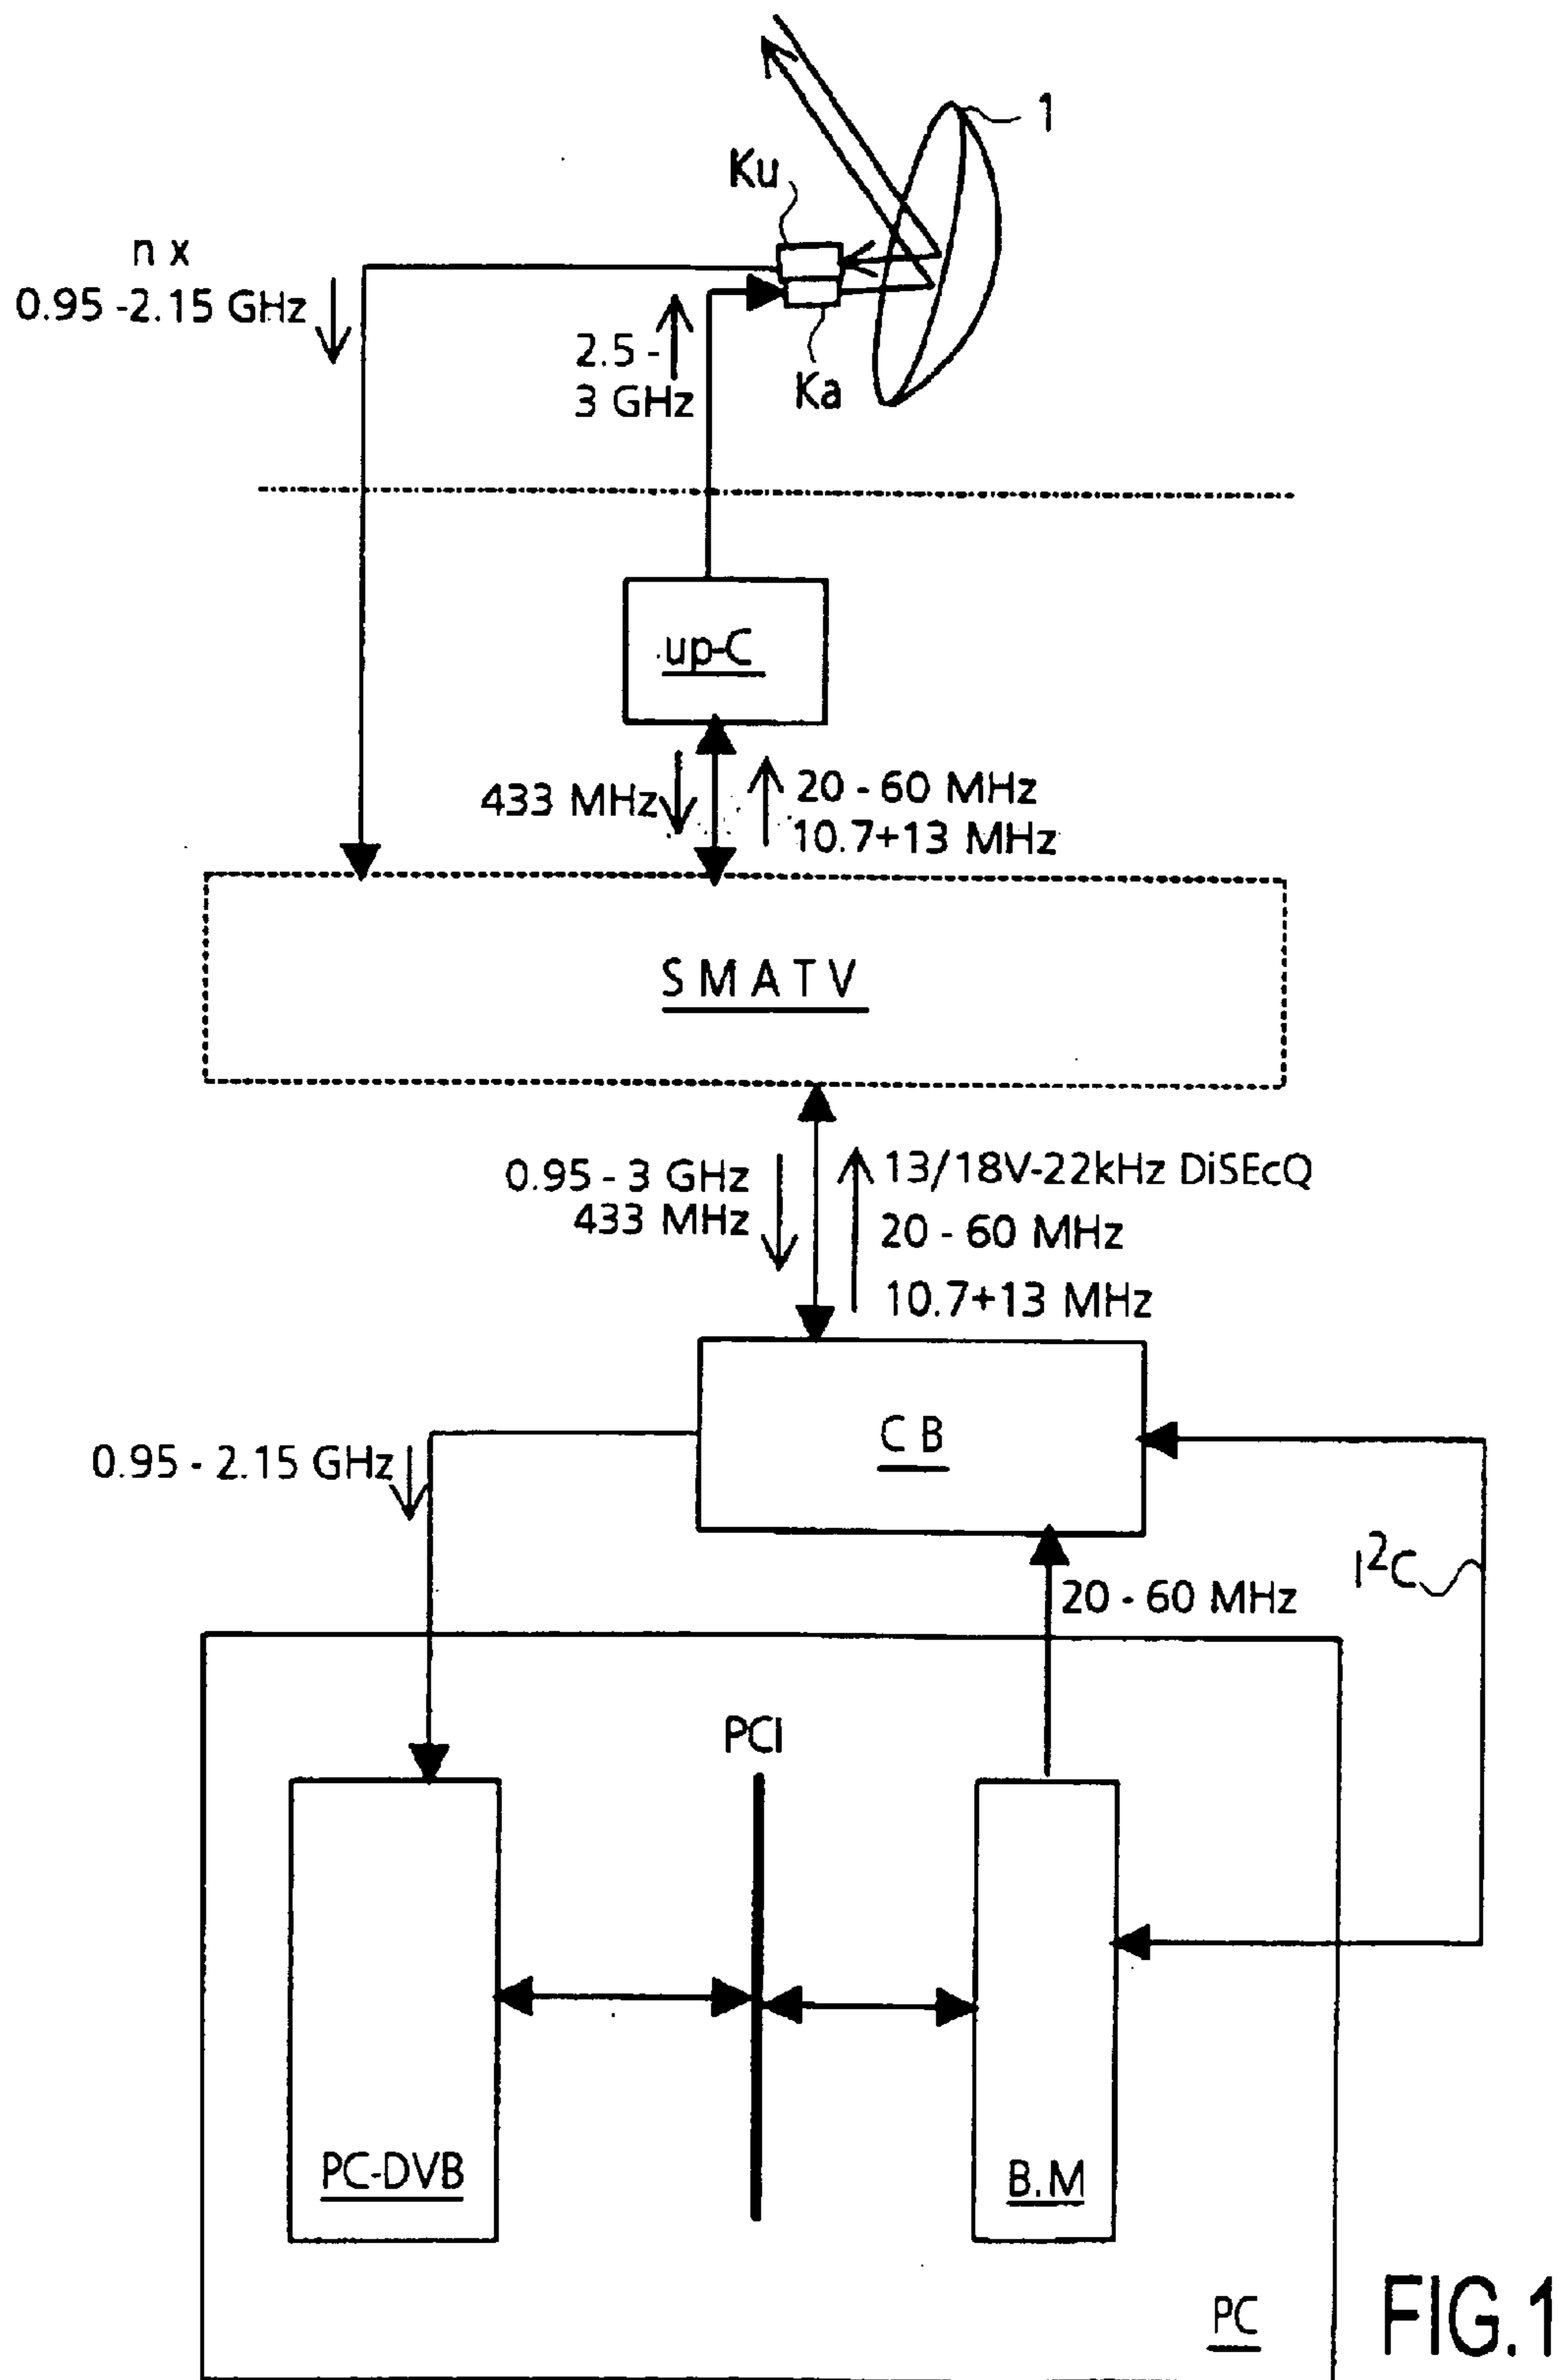 1
Ku
n x
0.95 -2.15 GHz
2.5 -
3 GHz
Ka
up-C
433 MHz
20 - 60 MHz
10.7+13 MHz
S M A T V
0.95 - 3 GHz
433 MHz
13/18V-22kHz DiSEcQ
20 - 60 MHz
10.7+13 MHz
C B
0.95 - 2.15 GHz
I²C
20 - 60 MHz
PCI
PC-DVB
B.M
PC
FIG.1